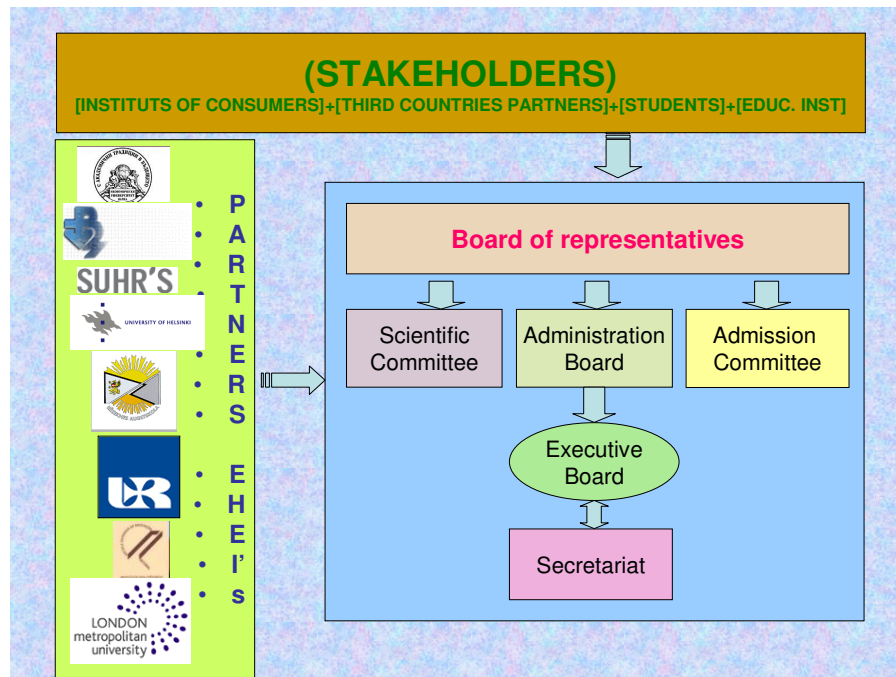 (STAKEHOLDERS)
[INSTITUTS OF CONSUMERS]+[THIRD COUNTRIES PARTNERS]+[STUDENTS]+[EDUC. INST]
SUHR'S
UNIVERSITY OF HELSINKI
LONDON
metropolitan
university
• P
• A
• R
• T
• N
• E
• R
• S
• E
• H
• E
• I'
• s
Board of representatives
Scientific
Committee
Administration
Board
Admission
Committee
Executive
Board
Secretariat